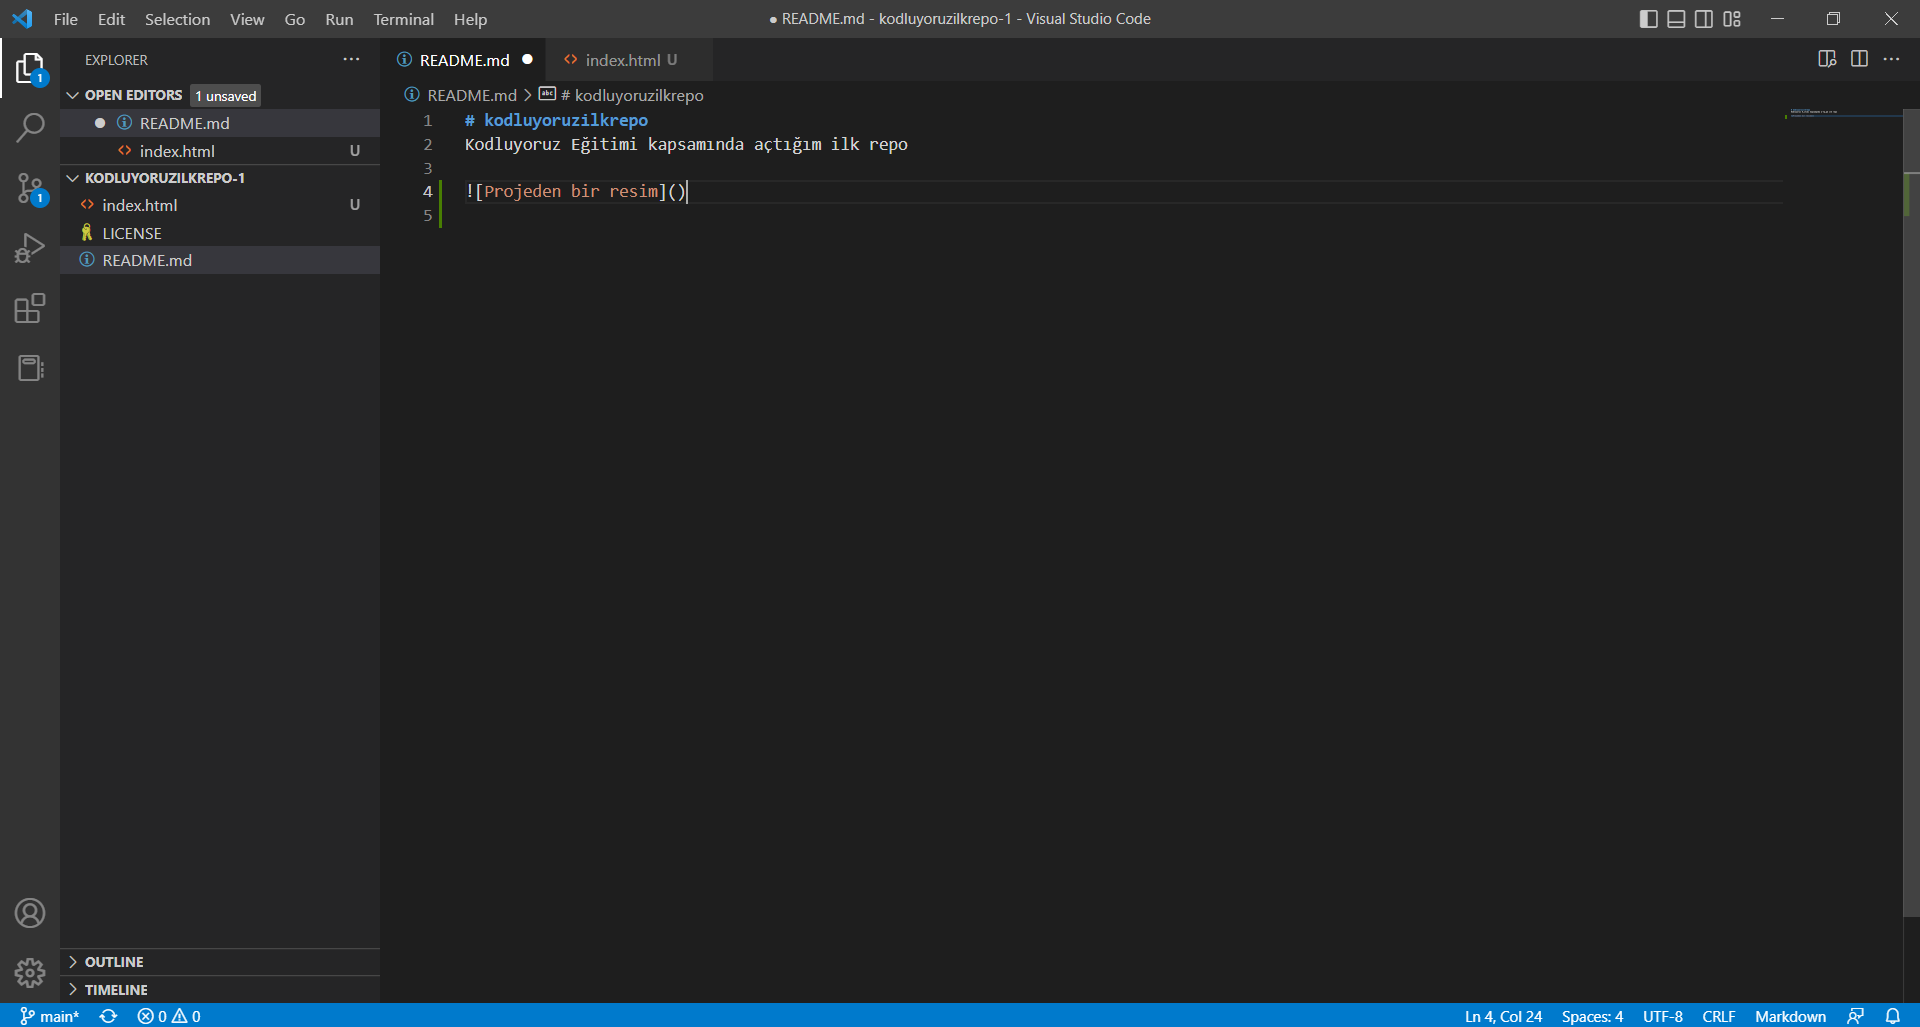 File Edit Selection View Go Run Terminal Help
● README.md - kodluyoruzilkrepo-1 - Visual Studio Code
EXPLORER
OPEN EDITORS 1 unsaved
README.md
index.html U
KODLUYORUZILKREPO-1
index.html U
LICENSE
README.md
OUTLINE
TIMELINE
README.md
index.html U
README.md > # kodluyoruzilkrepo
1 # kodluyoruzilkrepo
2 Kodluyoruz Eğitimi kapsamında açtığım ilk repo
3
4 ![Projeden bir resim]()
5
1
1
main* 0 0
Ln 4, Col 24 Spaces: 4 UTF-8 CRLF Markdown